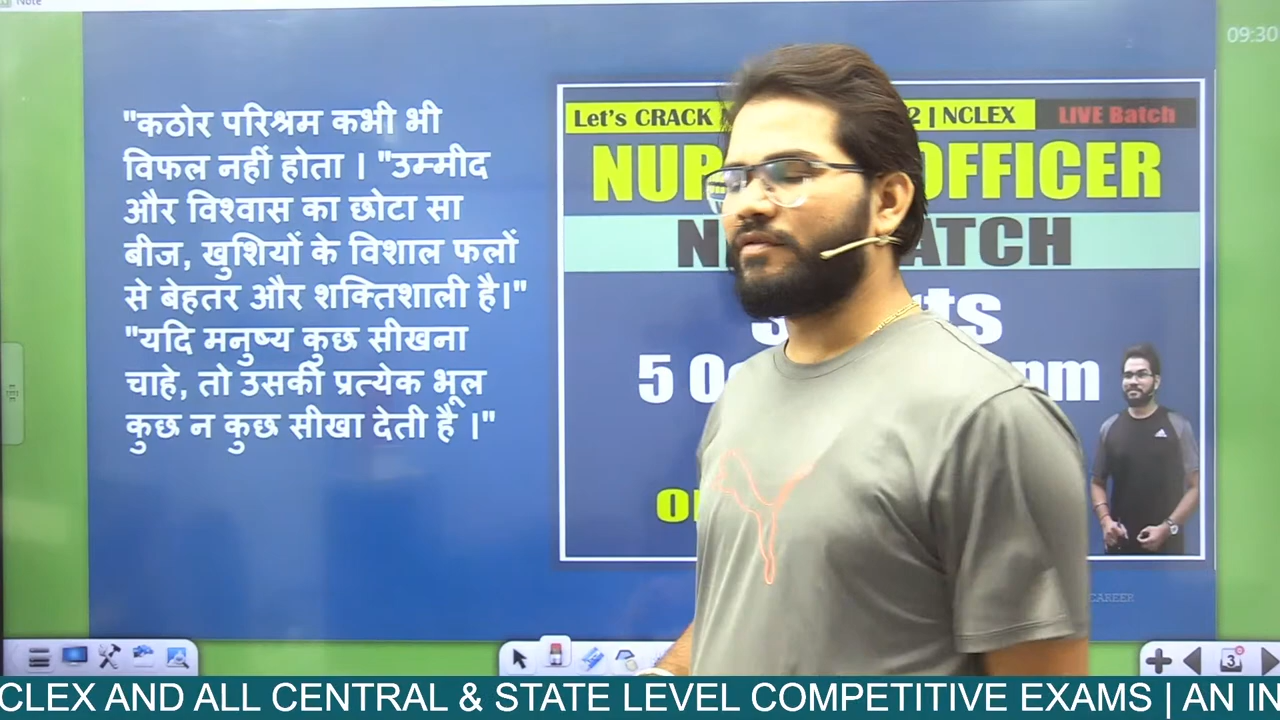 Note
09:30
"कठोर परिश्रम कभी भी
विफल नहीं होता । "उम्मीद
और विश्वास का छोटा सा
बीज, खुशियों के विशाल फलों
से बेहतर और शक्तिशाली है।"
"यदि मनुष्य कुछ सीखना
चाहे, तो उसकी प्रत्येक भूल
कुछ न कुछ सीखा देती है ।"
Let's CRACK 2 | NCLEX LIVE Batch
OFFICER
5
CAREER
3
CLEX AND ALL CENTRAL & STATE LEVEL COMPETITIVE EXAMS | AN IN